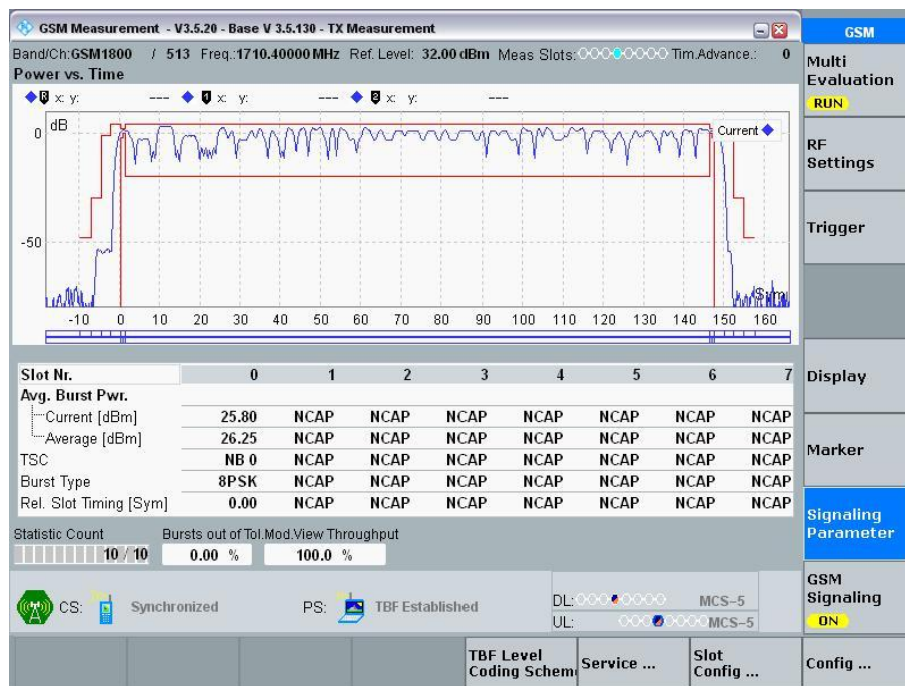 GSM Measurement - V3.5.20 - Base V 3.5.130 - TX Measurement
GSM
Band/Ch:GSM1800 / 513 Freq.:1710.40000 MHz Ref. Level: 32.00 dBm Meas Slots: Tim.Advance.: 0
Power vs. Time
R x: y: --- 1 x: y: --- 2 x: y: ---
dB
Current
0
-50
Sym
-10 0 10 20 30 40 50 60 70 80 90 100 110 120 130 140 150 160
Slot Nr. 0 1 2 3 4 5 6 7
Avg. Burst Pwr.
Current [dBm] 25.80 NCAP NCAP NCAP NCAP NCAP NCAP NCAP
Average [dBm] 26.25 NCAP NCAP NCAP NCAP NCAP NCAP NCAP
TSC NB 0 NCAP NCAP NCAP NCAP NCAP NCAP NCAP
Burst Type 8PSK NCAP NCAP NCAP NCAP NCAP NCAP NCAP
Rel. Slot Timing [Sym] 0.00 NCAP NCAP NCAP NCAP NCAP NCAP NCAP
Statistic Count Bursts out of Tol.Mod.View Throughput
10 / 10 0.00 % 100.0 %
CS: Synchronized PS: TBF Established DL: MCS-5
UL: MCS-5
Multi
Evaluation
RUN
RF
Settings
Trigger
Display
Marker
Signaling
Parameter
GSM
Signaling
ON
TBF Level
Coding Schem
Service ...
Slot
Config ...
Config ...